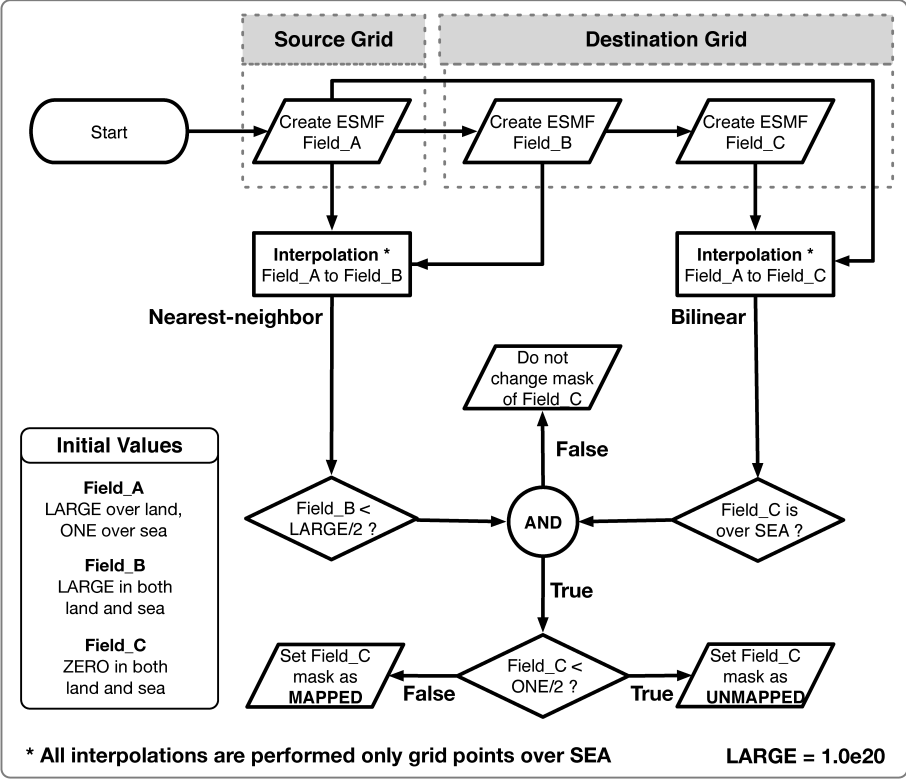 Source Grid
Destination Grid
Start
Create ESMF
Field_A
Create ESMF
Field_B
Create ESMF
Field_C
Interpolation *
Field_A to Field_B
Interpolation *
Field_A to Field_C
Nearest-neighbor
Bilinear
Do not
change mask
of Field_C
False
Initial Values
Field_A
LARGE over land,
ONE over sea
Field_B
LARGE in both
land and sea
Field_C
ZERO in both
land and sea
Field_B <
LARGE/2 ?
AND
Field_C is
over SEA ?
True
Set Field_C
mask as
MAPPED
False
Field_C <
ONE/2 ?
True
Set Field_C
mask as
UNMAPPED
* All interpolations are performed only grid points over SEA
LARGE = 1.0e20